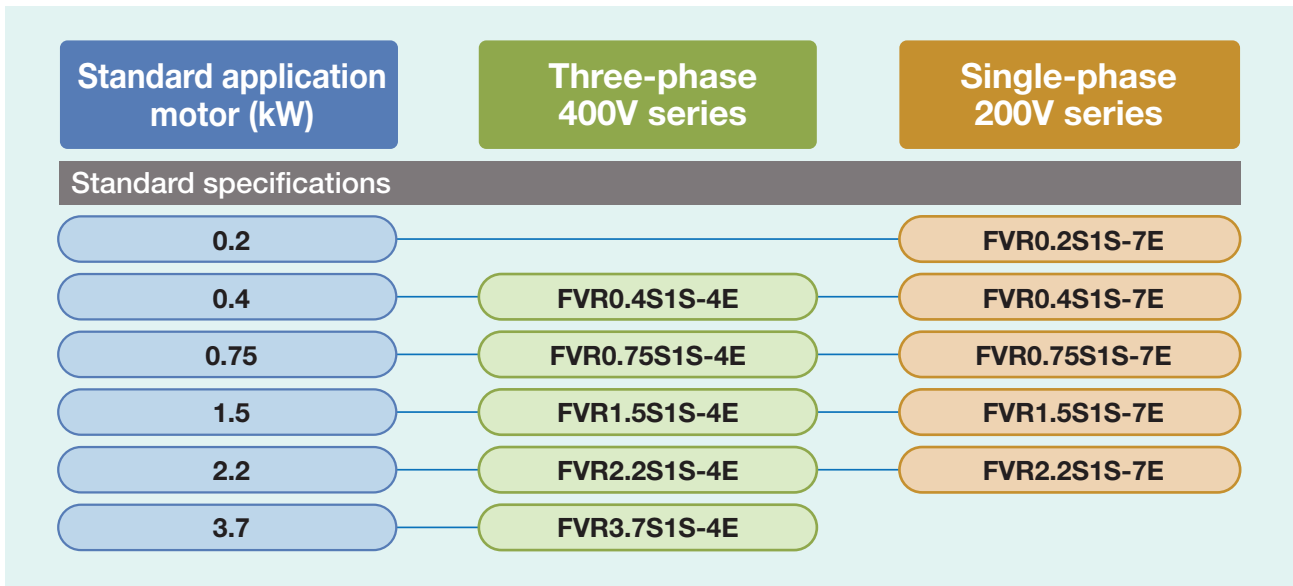 Standard application
motor (kW)
Three-phase
400V series
Single-phase
200V series
Standard specifications
0.2
FVR0.2S1S-7E
0.4
FVR0.4S1S-4E
FVR0.4S1S-7E
0.75
FVR0.75S1S-4E
FVR0.75S1S-7E
1.5
FVR1.5S1S-4E
FVR1.5S1S-7E
2.2
FVR2.2S1S-4E
FVR2.2S1S-7E
3.7
FVR3.7S1S-4E